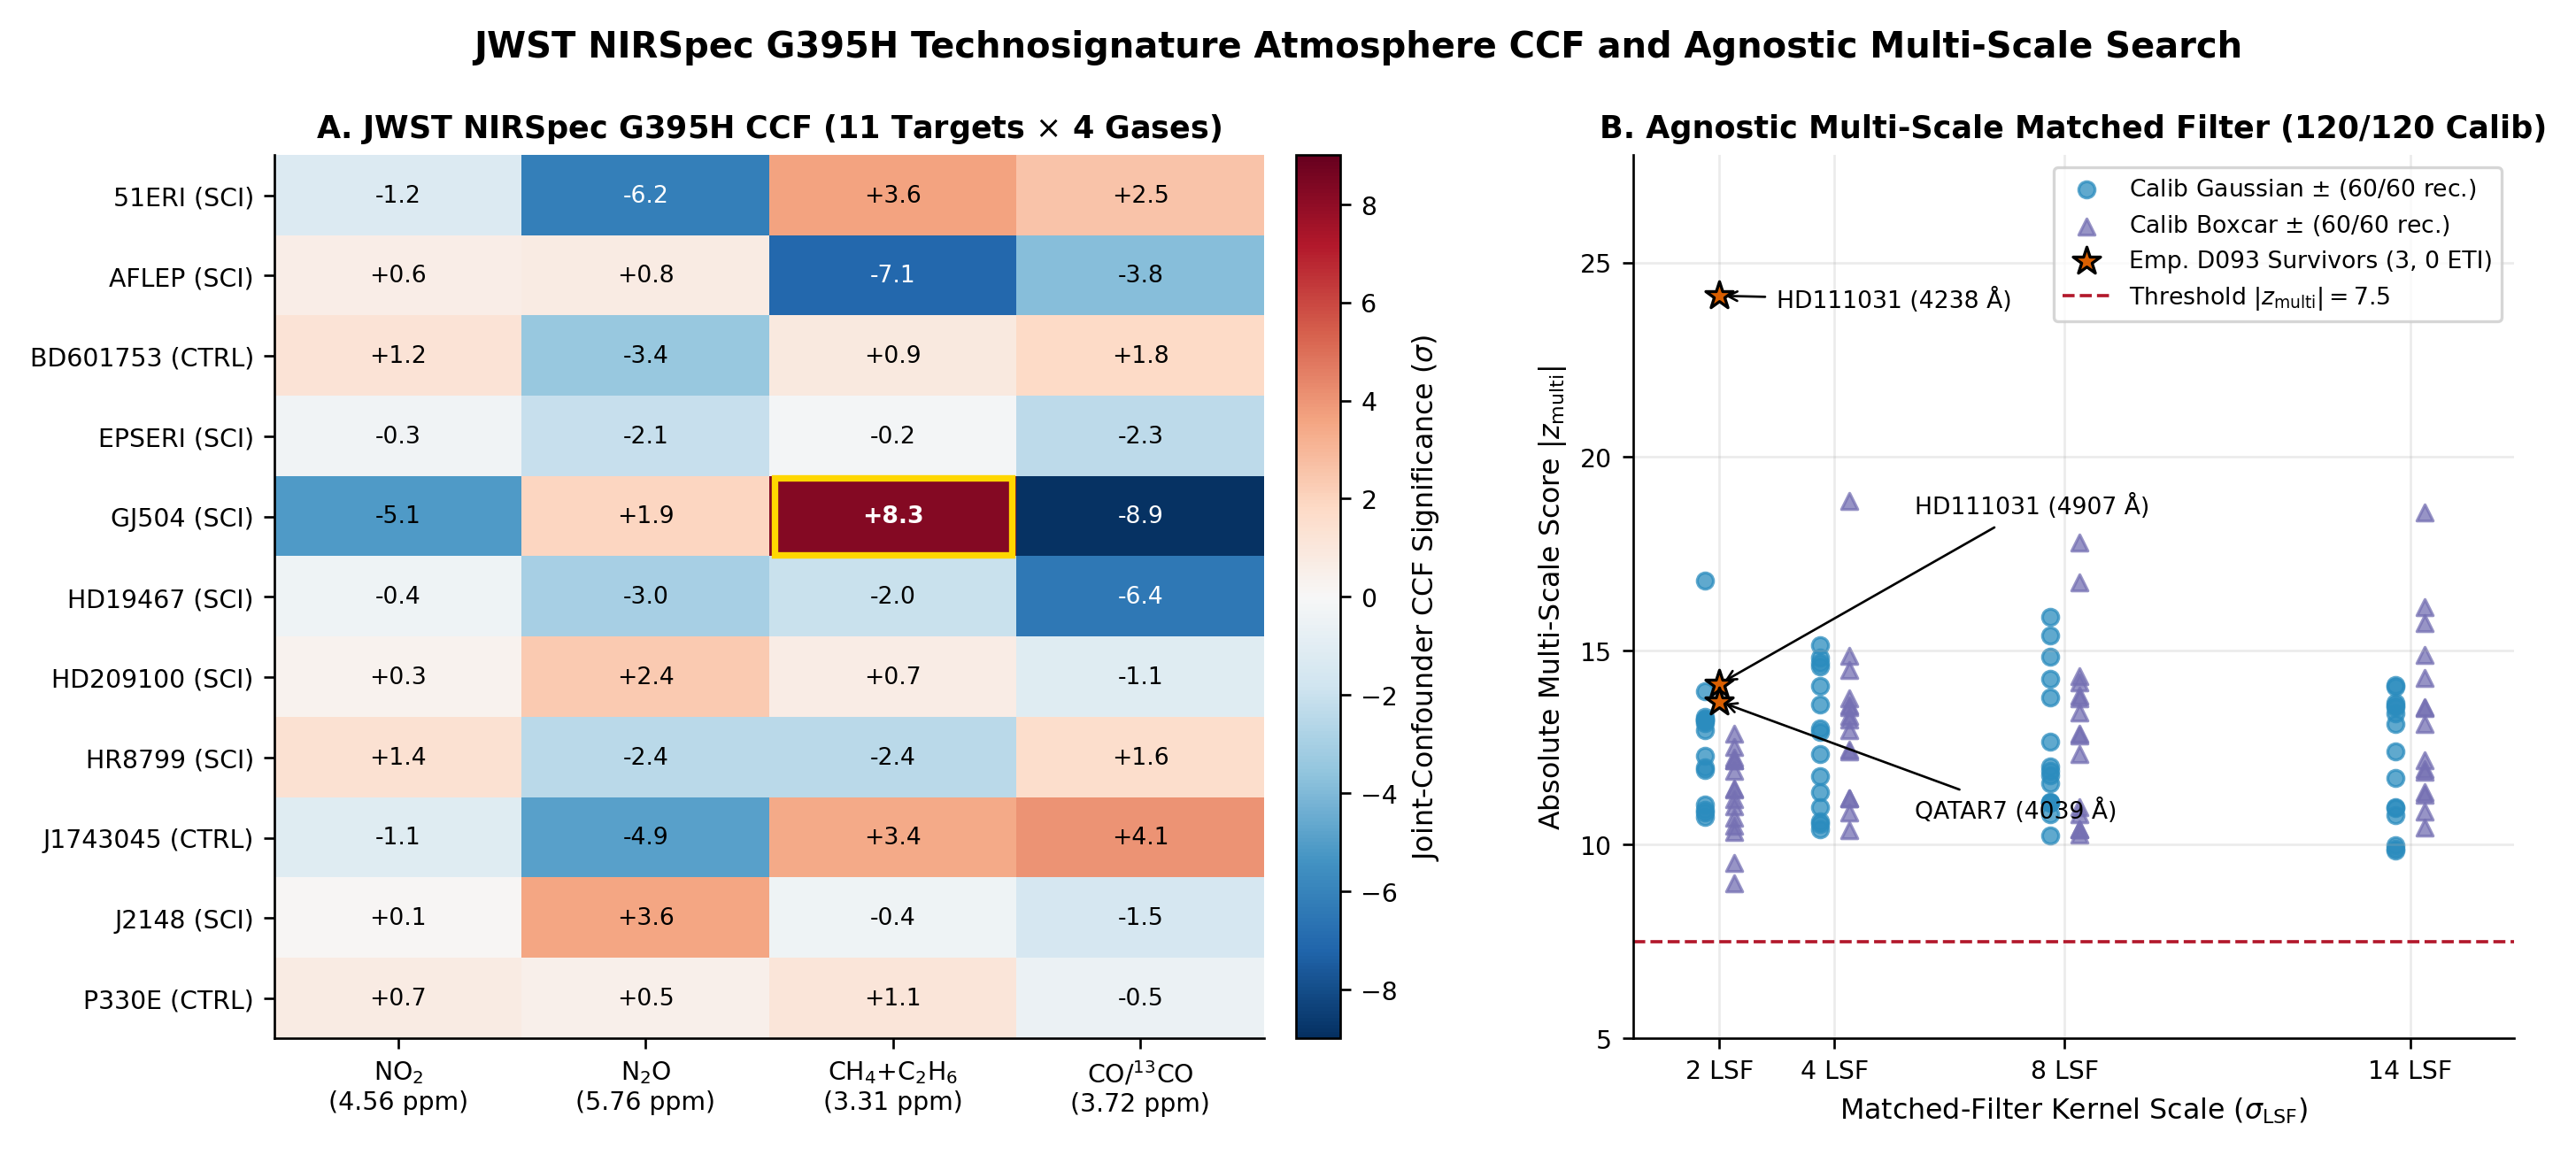 JWST NIRSpec G395H Technosignature Atmosphere CCF and Agnostic Multi-Scale Search
A. JWST NIRSpec G395H CCF (11 Targets × 4 Gases)
51ERI (SCI) -1.2 -6.2 +3.6 +2.5
AFLEP (SCI) +0.6 +0.8 -7.1 -3.8
BD601753 (CTRL) +1.2 -3.4 +0.9 +1.8
EPSERI (SCI) -0.3 -2.1 -0.2 -2.3
GJ504 (SCI) -5.1 +1.9 +8.3 -8.9
HD19467 (SCI) -0.4 -3.0 -2.0 -6.4
HD209100 (SCI) +0.3 +2.4 +0.7 -1.1
HR8799 (SCI) +1.4 -2.4 -2.4 +1.6
J1743045 (CTRL) -1.1 -4.9 +3.4 +4.1
J2148 (SCI) +0.1 +3.6 -0.4 -1.5
P330E (CTRL) +0.7 +0.5 +1.1 -0.5
NO₂ N₂O CH₄+C₂H₆ CO/¹³CO
(4.56 ppm) (5.76 ppm) (3.31 ppm) (3.72 ppm)
8
6
4
2
0
−2
−4
−6
−8
Joint-Confounder CCF Significance (σ)
B. Agnostic Multi-Scale Matched Filter (120/120 Calib)
Calib Gaussian ± (60/60 rec.)
Calib Boxcar ± (60/60 rec.)
Emp. D093 Survivors (3, 0 ETI)
Threshold |z_multi| = 7.5
HD111031 (4238 Å)
HD111031 (4907 Å)
QATAR7 (4039 Å)
Absolute Multi-Scale Score |z_multi|
25
20
15
10
5
2 LSF 4 LSF 8 LSF 14 LSF
Matched-Filter Kernel Scale (σ_LSF)